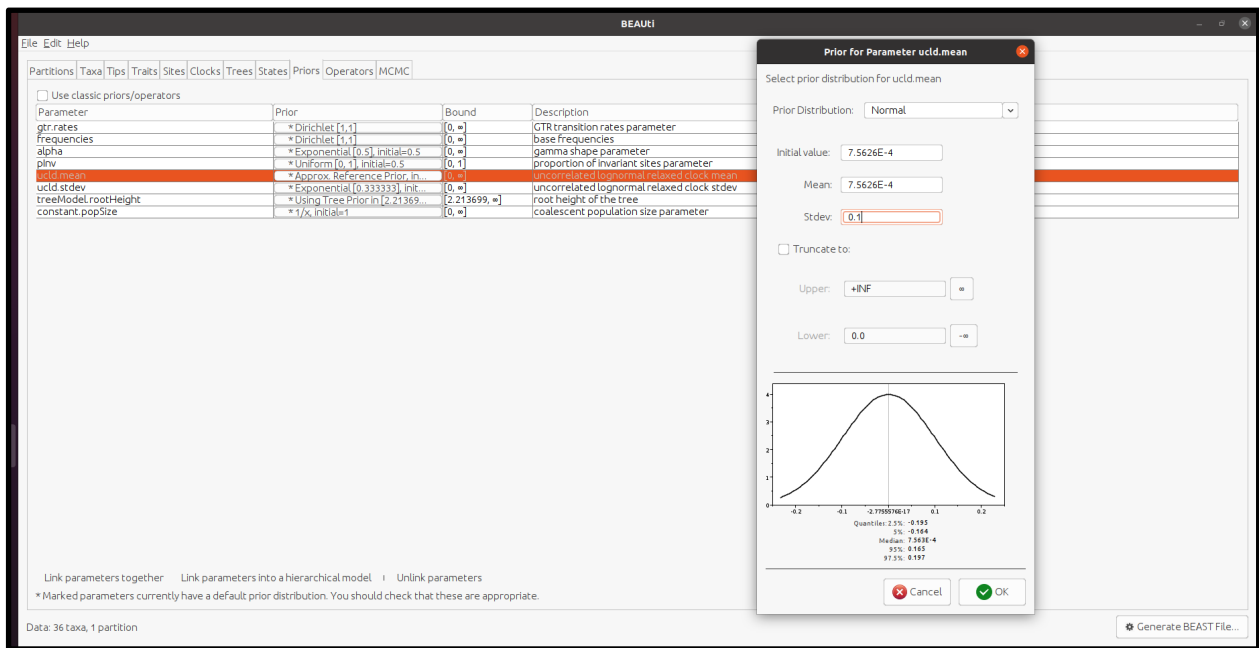 BEAUti
File Edit Help
Partitions Taxa Tips Traits Sites Clocks Trees States Priors Operators MCMC
Use classic priors/operators
Parameter Prior Bound Description
gtr.rates * Dirichlet [1,1] [0, ∞] GTR transition rates parameter
frequencies * Dirichlet [1,1] [0, ∞] base frequencies
alpha * Exponential [0.5], initial=0.5 [0, ∞] gamma shape parameter
pInv * Uniform [0, 1], initial=0.5 [0, 1] proportion of invariant sites parameter
ucld.mean * Approx. Reference Prior, in... [0, ∞] uncorrelated lognormal relaxed clock mean
ucld.stdev * Exponential [0.333333], init... [0, ∞] uncorrelated lognormal relaxed clock stdev
treeModel.rootHeight * Using Tree Prior in [2.21369... [2.213699, ∞] root height of the tree
constant.popSize * 1/x, initial=1 [0, ∞] coalescent population size parameter
Link parameters together Link parameters into a hierarchical model Unlink parameters
* Marked parameters currently have a default prior distribution. You should check that these are appropriate.
Data: 36 taxa, 1 partition
Generate BEAST File...
Prior for Parameter ucld.mean
Select prior distribution for ucld.mean
Prior Distribution: Normal
Initial value: 7.5626E-4
Mean: 7.5626E-4
Stdev: 0.1
Truncate to:
Upper: +INF ∞
Lower: 0.0 -∞
4
3
2
1
0
-0.2 -0.1 -2.7755576E-17 0.1 0.2
Quantiles: 2.5%: -0.195
5%: -0.164
Median: 7.563E-4
95%: 0.165
97.5%: 0.197
Cancel OK